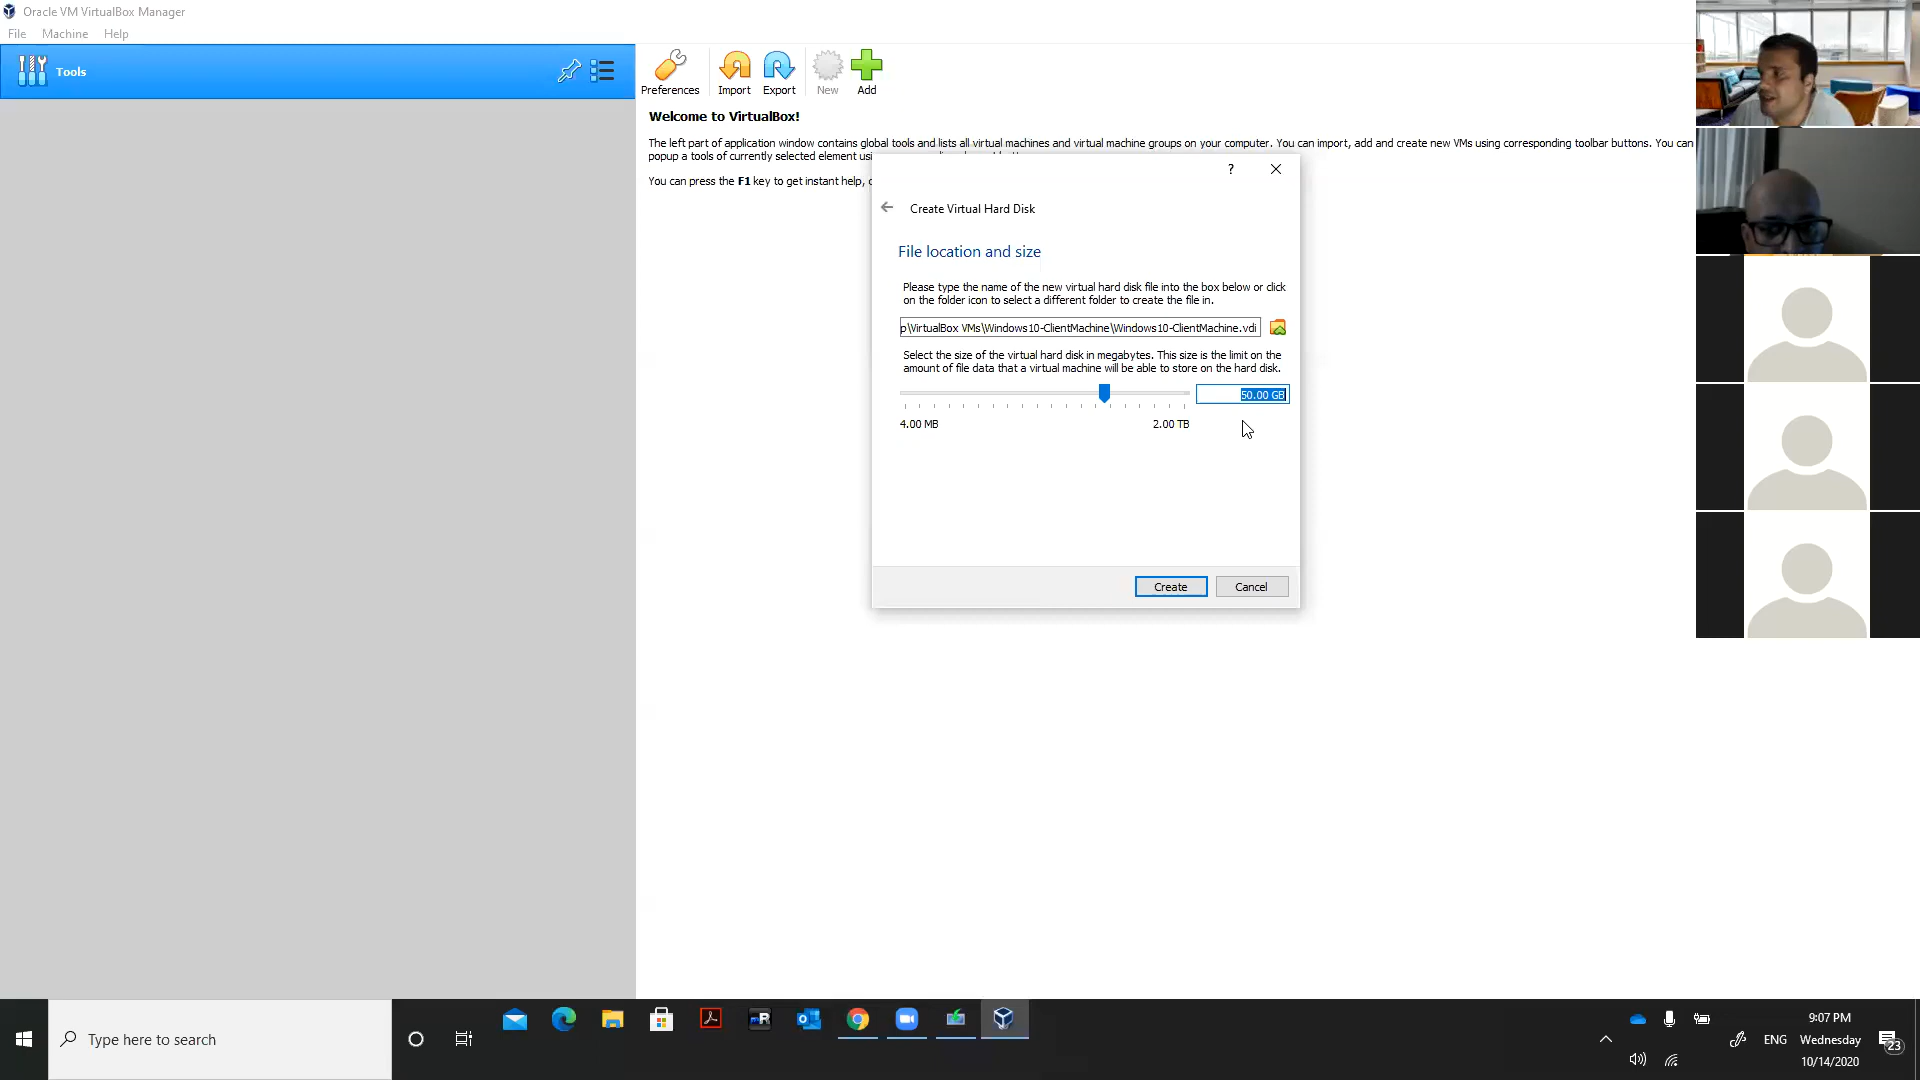 Oracle VM VirtualBox Manager
File Machine Help
Tools
Preferences Import Export New Add
Welcome to VirtualBox!
The left part of application window contains global tools and lists all virtual machines and virtual machine groups on your computer. You can import, add and create new VMs using corresponding toolbar buttons. You can
popup a tools of currently selected element usi
You can press the F1 key to get instant help,
?
Create Virtual Hard Disk
File location and size
Please type the name of the new virtual hard disk file into the box below or click
on the folder icon to select a different folder to create the file in.
p\VirtualBox VMs\Windows10-ClientMachine\Windows10-ClientMachine.vdi
Select the size of the virtual hard disk in megabytes. This size is the limit on the
amount of file data that a virtual machine will be able to store on the hard disk.
50.00 GB
4.00 MB 2.00 TB
Create Cancel
Type here to search
9:07 PM
ENG Wednesday
10/14/2020
23